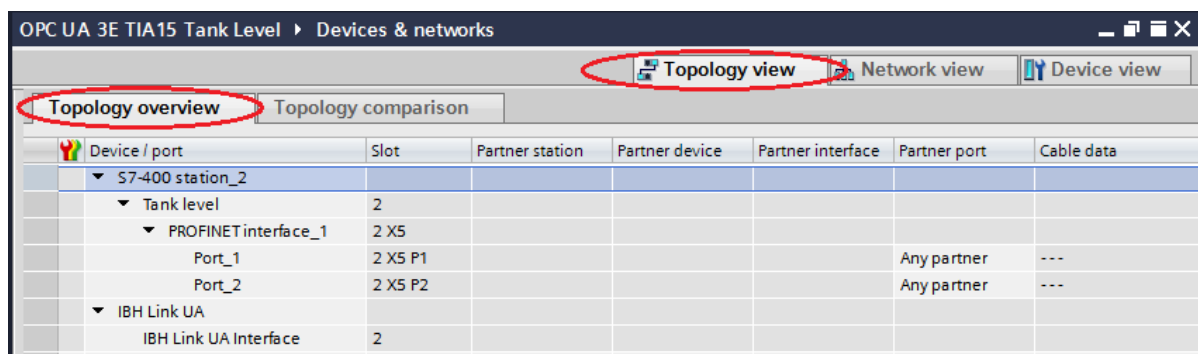 OPC UA 3E TIA15 Tank Level ▸ Devices & networks
Topology view Network view Device view
Topology overview Topology comparison
Device / port Slot Partner station Partner device Partner interface Partner port Cable data
S7-400 station_2
Tank level 2
PROFINET interface_1 2 X5
Port_1 2 X5 P1 Any partner ---
Port_2 2 X5 P2 Any partner ---
IBH Link UA
IBH Link UA Interface 2